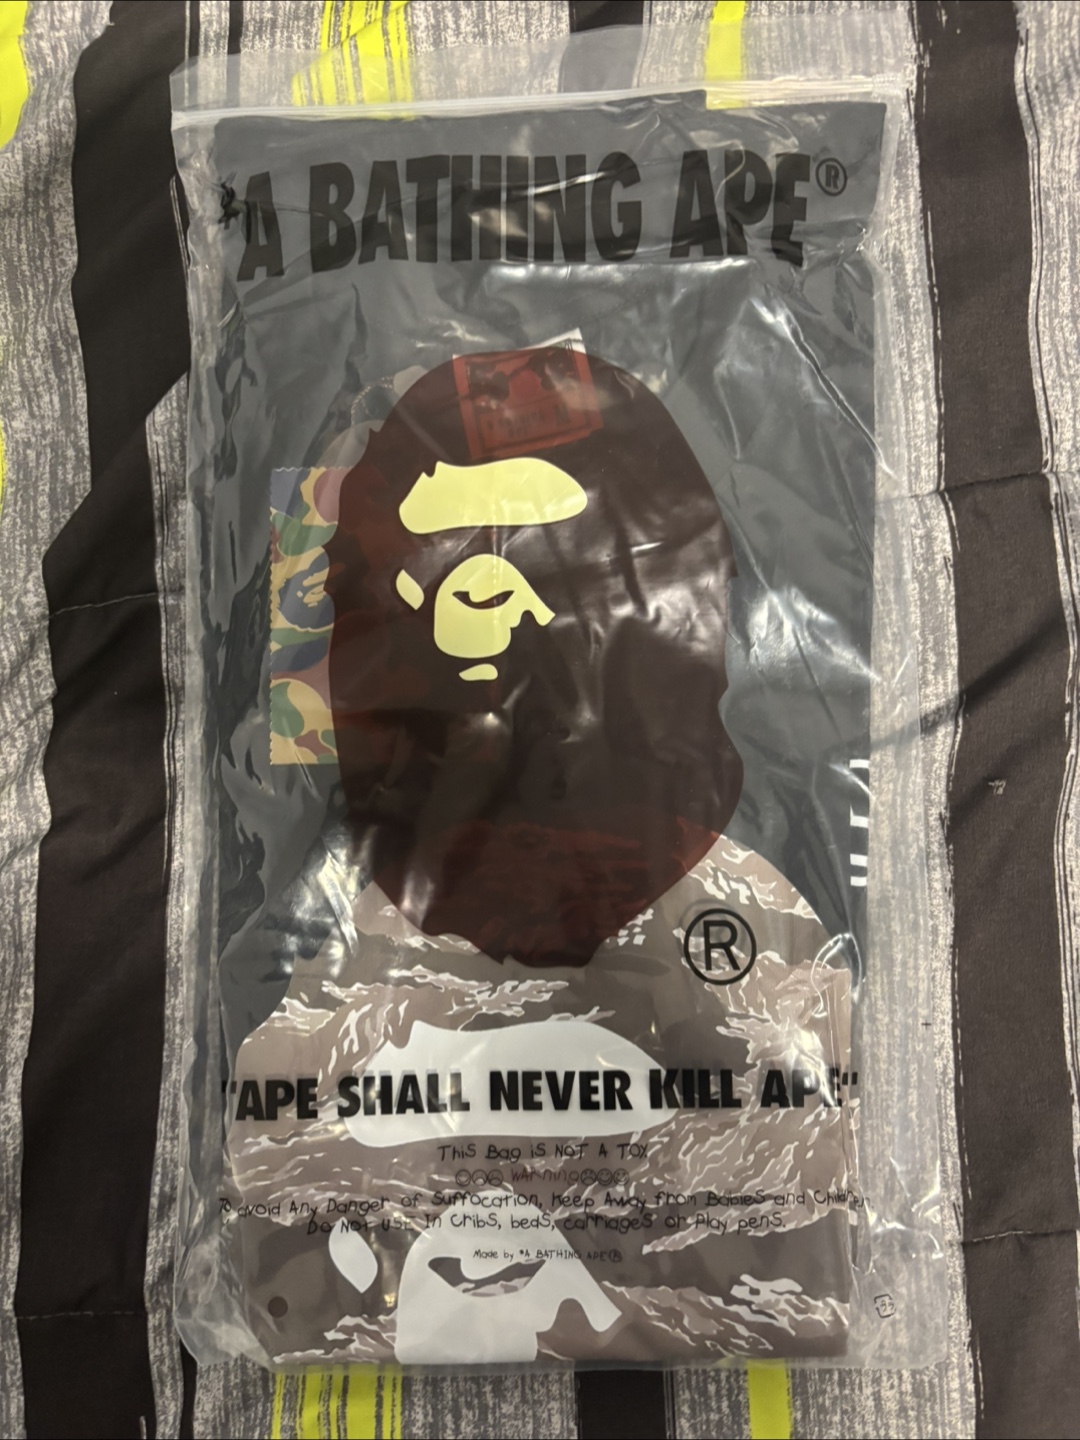 "A BATHING APE®
®
"APE SHALL NEVER KILL APE"
ThiS Bag iS NOT A TOY
WArning
To avoid Any Danger of Suffocation, Keep Away from Babies and Children
Do NOT USE In CribS, bedS, carriageS or Play penS.
Made by *A BATHING APE®